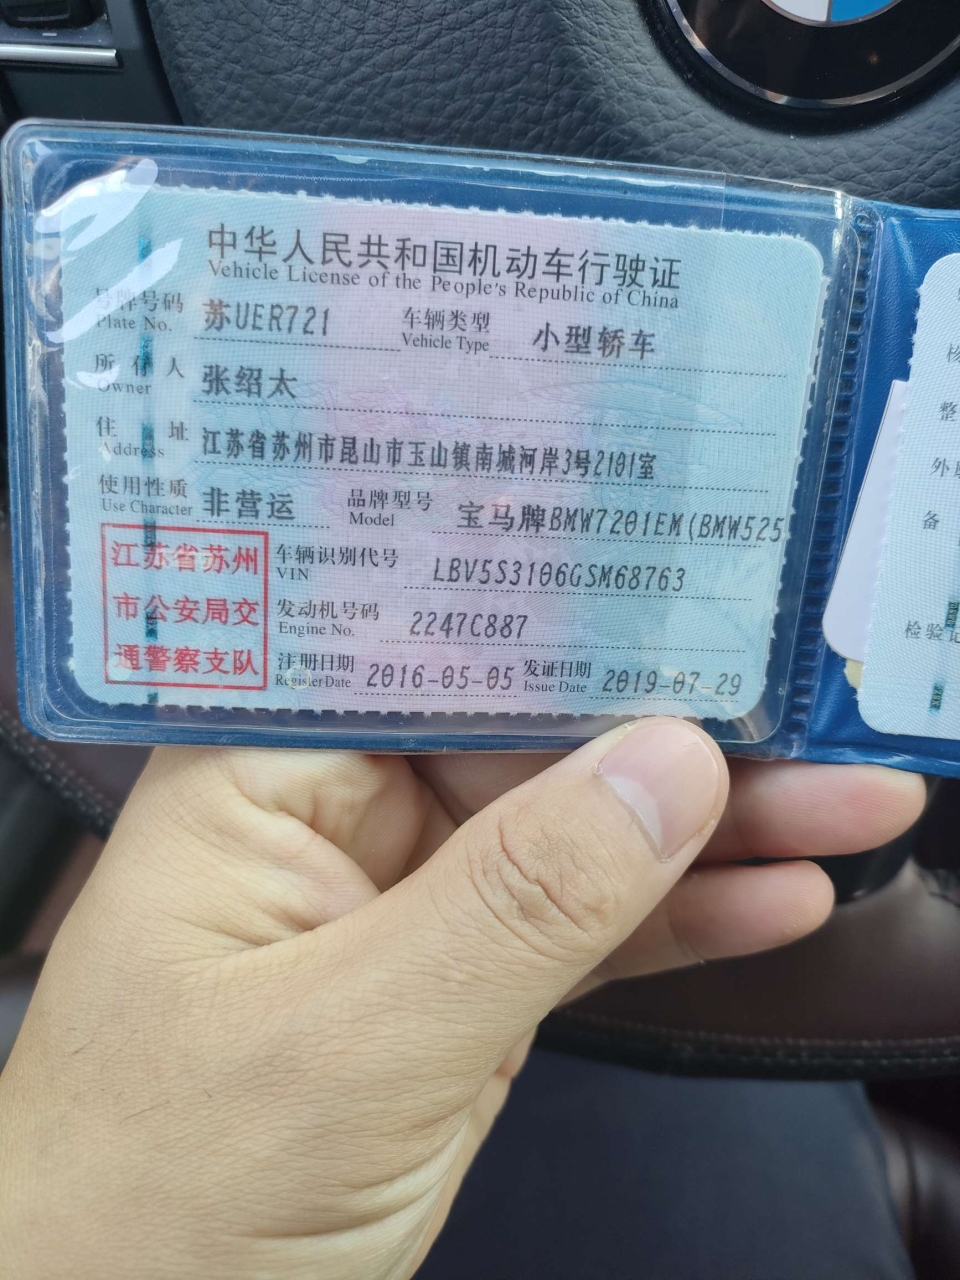 中华人民共和国机动车行驶证
Vehicle License of the People's Republic of China
号牌号码 苏UER721 车辆类型 小型轿车
Plate No. Vehicle Type
所有人 张绍太
Owner
住址 江苏省苏州市昆山市玉山镇南城河岸3号2101室
Address
使用性质 非营运 品牌型号 宝马牌BMW7201EM(BMW525
Use Character Model
江苏省苏州
市公安局交
通警察支队
车辆识别代号 LBV5S3106GSM68763
VIN
发动机号码 2247C887
Engine No.
注册日期 2016-05-05 发证日期 2019-07-29
Register Date Issue Date
整
备
检验记